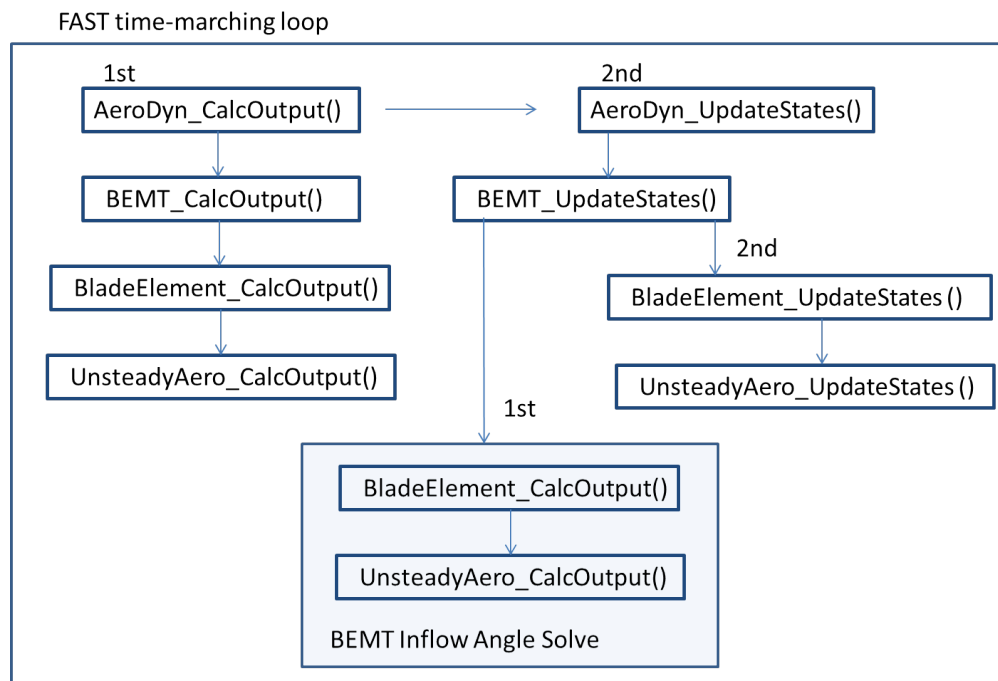 FAST time-marching loop
1st
AeroDyn_CalcOutput()
BEMT_CalcOutput()
BladeElement_CalcOutput()
UnsteadyAero_CalcOutput()
2nd
AeroDyn_UpdateStates()
BEMT_UpdateStates()
2nd
BladeElement_UpdateStates ()
UnsteadyAero_UpdateStates ()
1st
BladeElement_CalcOutput()
UnsteadyAero_CalcOutput()
BEMT Inflow Angle Solve